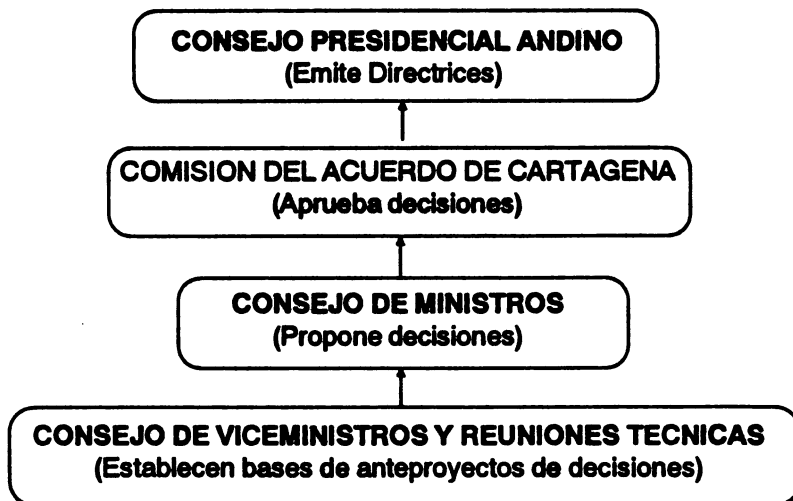 CONSEJO PRESIDENCIAL ANDINO
(Emite Directrices)
COMISION DEL ACUERDO DE CARTAGENA
(Aprueba decisiones)
CONSEJO DE MINISTROS
(Propone decisiones)
CONSEJO DE VICEMINISTROS Y REUNIONES TECNICAS
(Establecen bases de anteproyectos de decisiones)